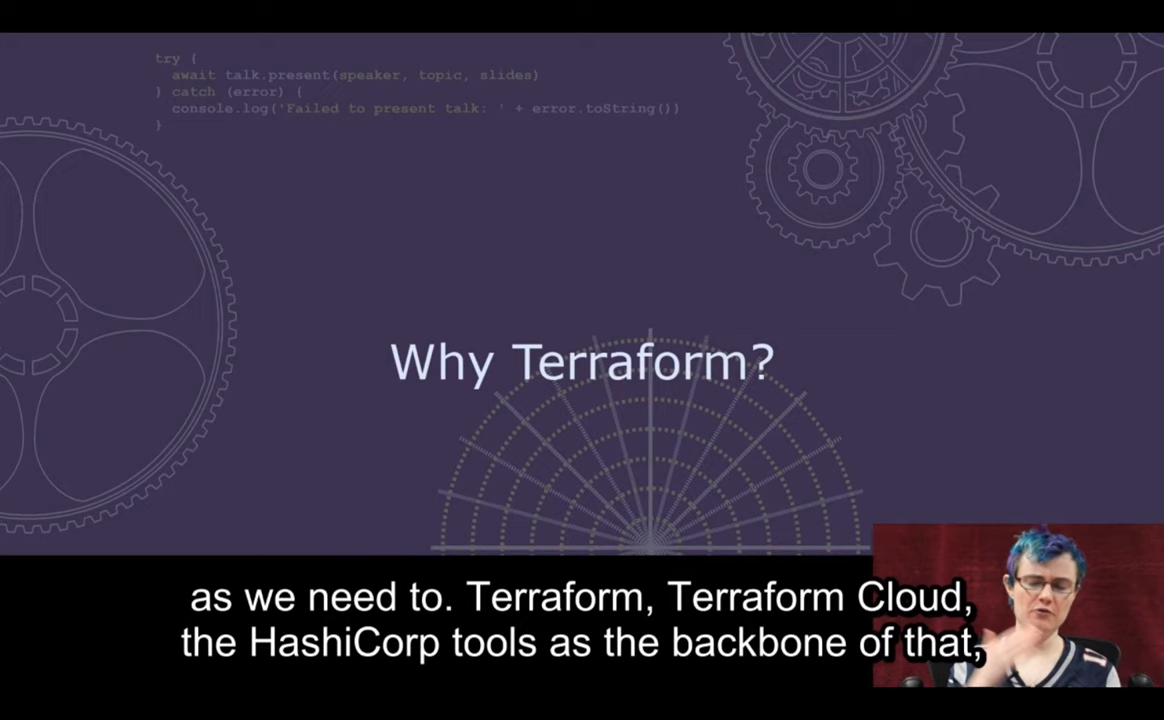 try {
await talk.present(speaker, topic, slides)
} catch (error) {
console.log('Failed to present talk: ' + error.toString())
}
Why Terraform?
as we need to. Terraform, Terraform Cloud,
the HashiCorp tools as the backbone of that,